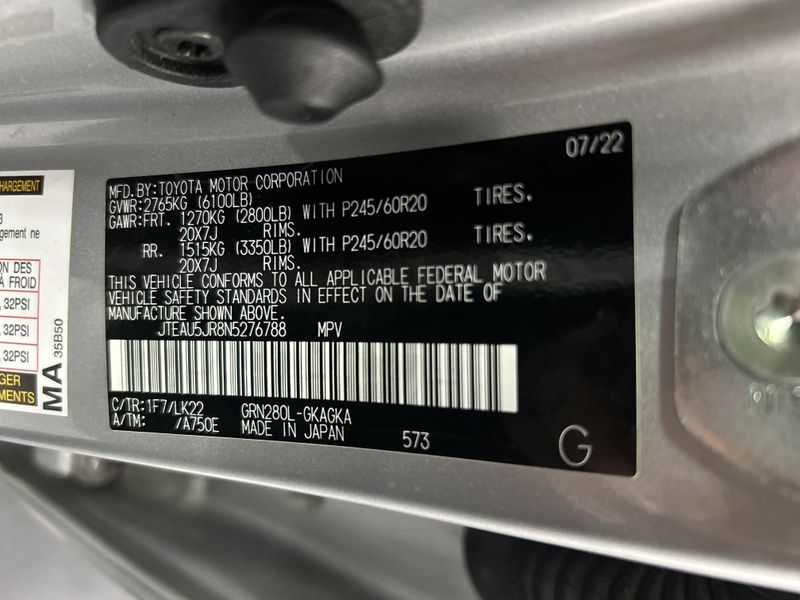 07/22
MFD. BY:TOYOTA MOTOR CORPORATION
GVWR:2765KG (6100LB)
GAWR:FRT. 1270KG (2800LB) WITH P245/60R20 TIRES.
20X7J RIMS.
RR. 1515KG (3350LB) WITH P245/60R20 TIRES.
20X7J RIMS.
THIS VEHICLE CONFORMS TO ALL APPLICABLE FEDERAL MOTOR
VEHICLE SAFETY STANDARDS IN EFFECT ON THE DATE OF
MANUFACTURE SHOWN ABOVE.
JTEAU5JR8N5276788 MPV
C/TR:1F7/LK22 GRN280L-GKAGKA
A/TM: /A750E MADE IN JAPAN 573
G
CHARGEMENT
gement ne
ON DES
À FROID
, 32PSI
, 32PSI
, 32PSI
GER
MENTS
MA 35B50